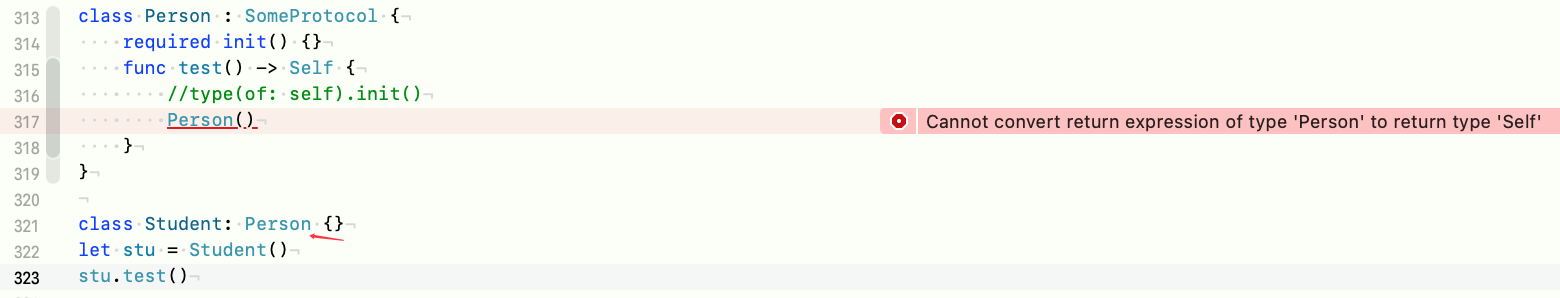 313 class Person : SomeProtocol {
314 required init() {}
315 func test() -> Self {
316 //type(of: self).init()
317 Person() Cannot convert return expression of type 'Person' to return type 'Self'
318 }
319 }
320
321 class Student: Person {}
322 let stu = Student()
323 stu.test()